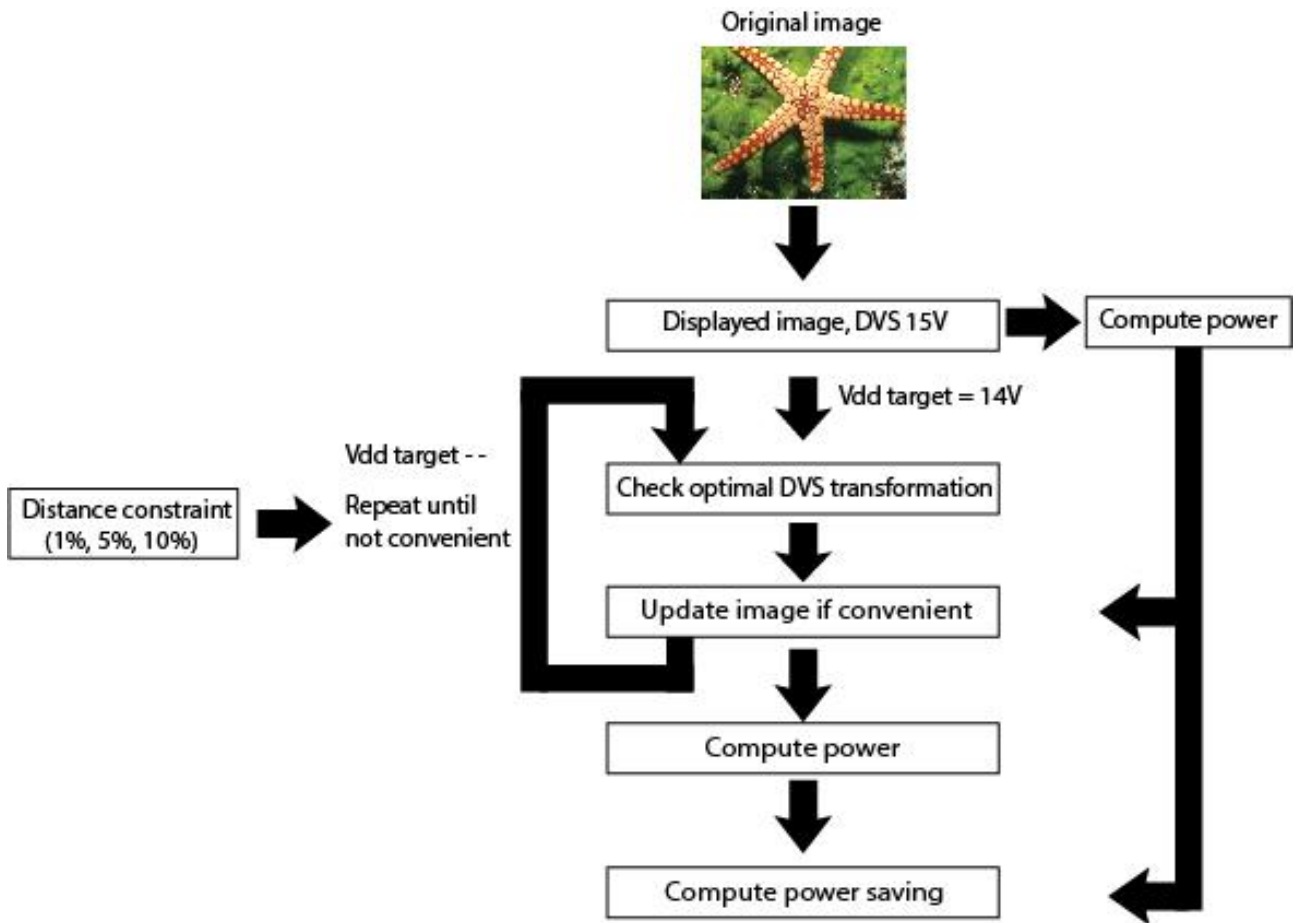 Original image
Displayed image, DVS 15V
Compute power
Vdd target = 14V
Vdd target - -
Repeat until
not convenient
Distance constraint
(1%, 5%, 10%)
Check optimal DVS transformation
Update image if convenient
Compute power
Compute power saving